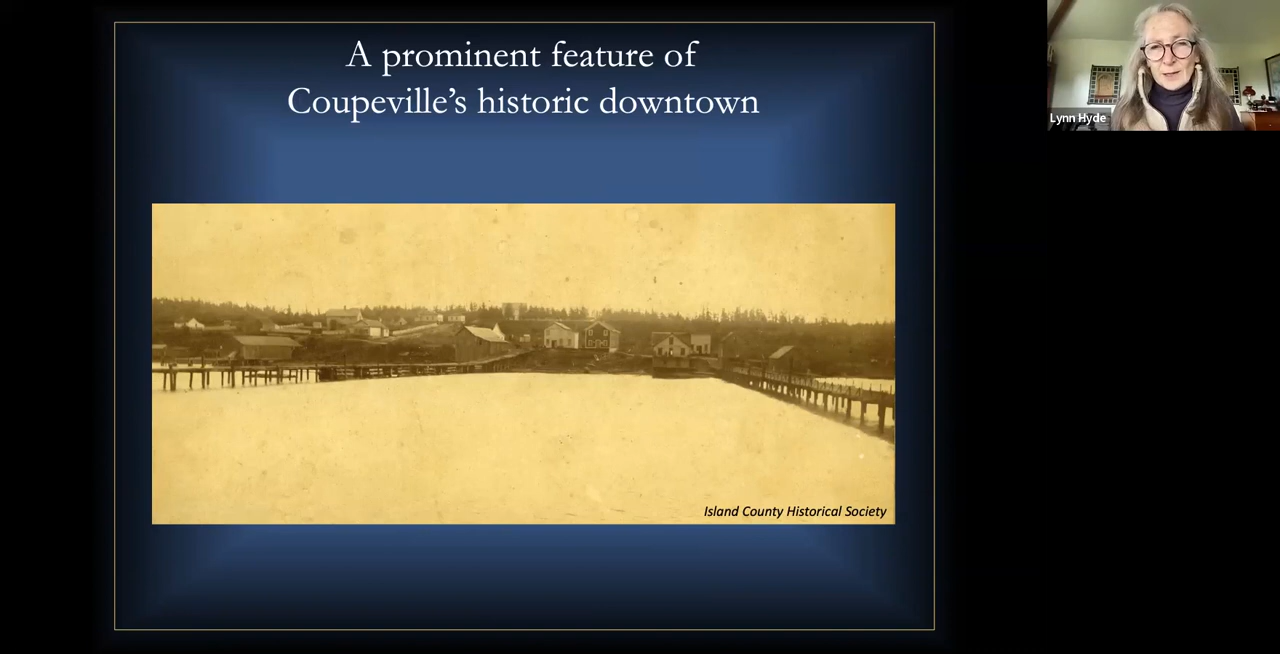 A prominent feature of
Coupeville’s historic downtown
Lynn Hyde
Island County Historical Society